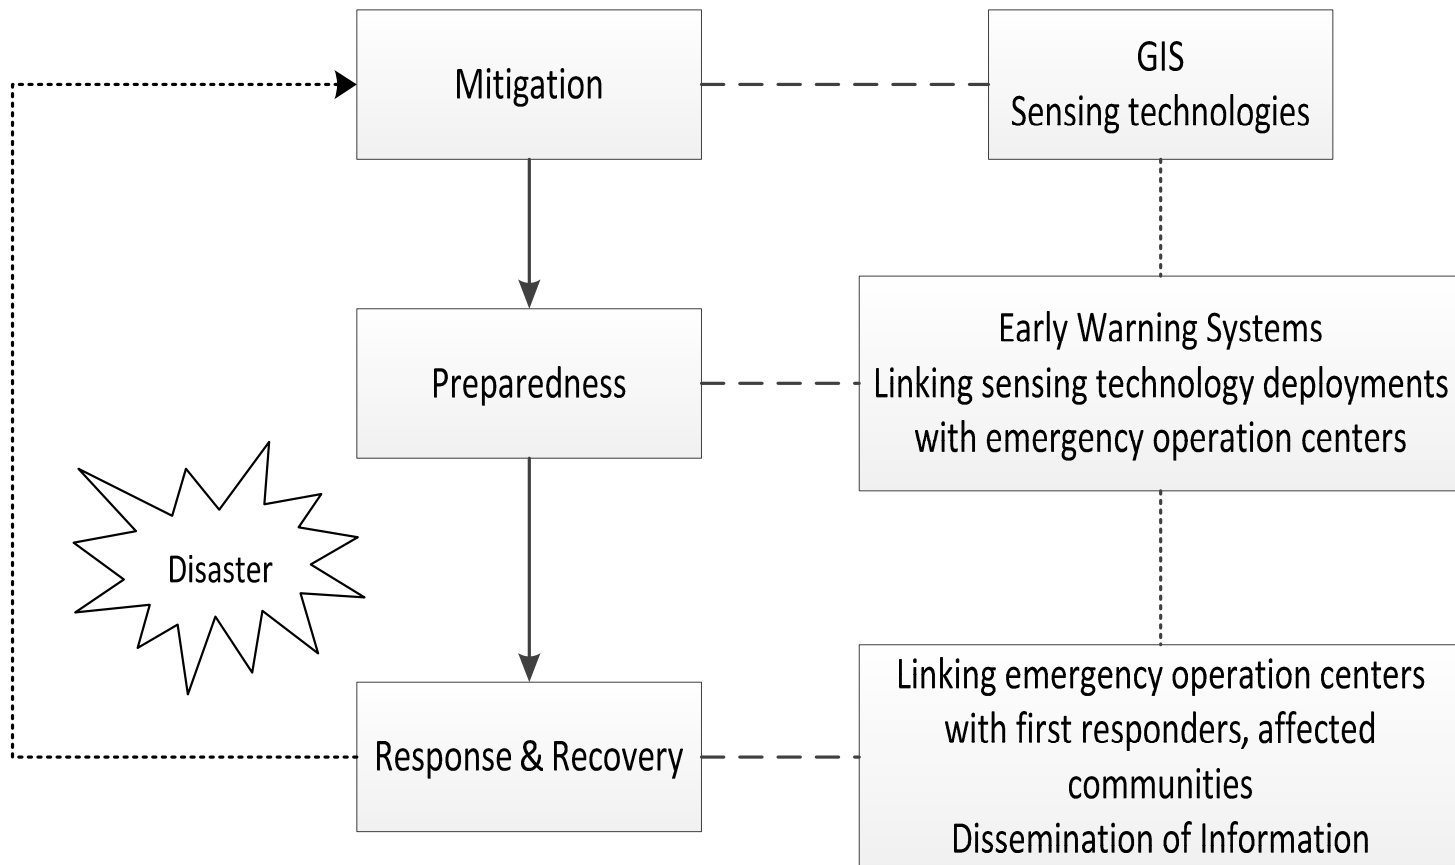 Mitigation
GIS
Sensing technologies
Preparedness
Early Warning Systems
Linking sensing technology deployments
with emergency operation centers
Disaster
Response & Recovery
Linking emergency operation centers
with first responders, affected
communities
Dissemination of Information